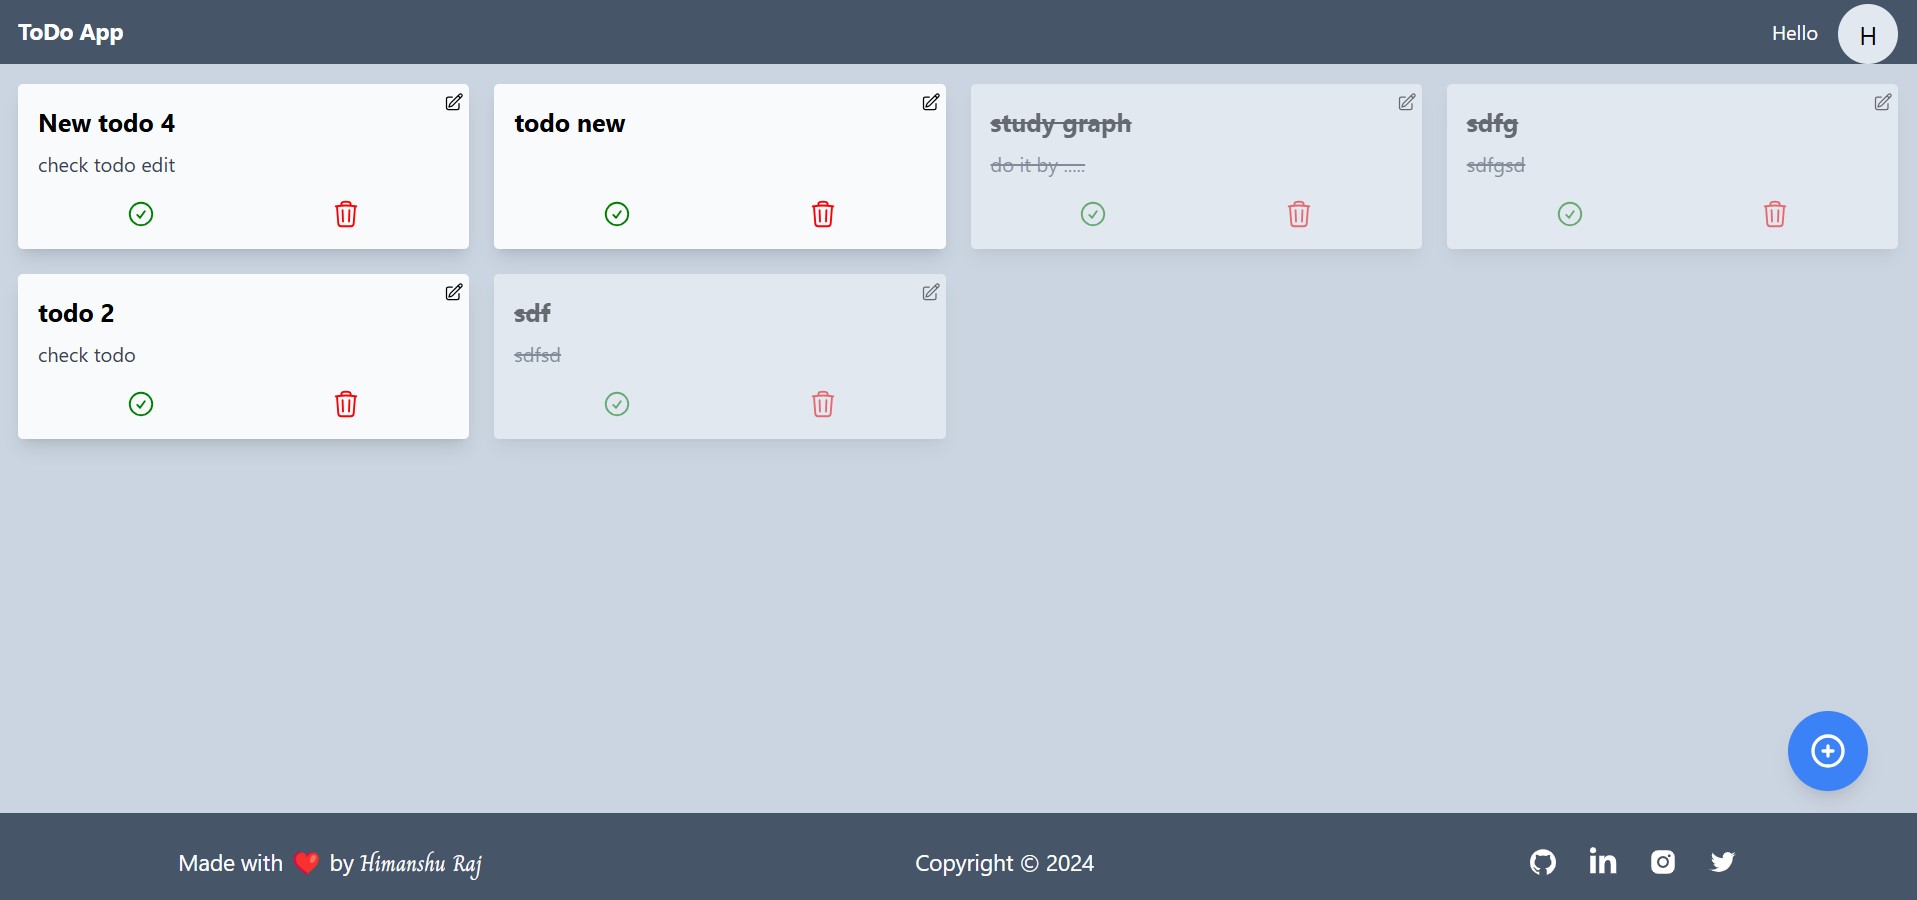 ToDo App
Hello
H
New todo 4
check todo edit
todo new
study graph
do it by .....
sdfg
sdfgsd
todo 2
check todo
sdf
sdfsd
Made with ❤️ by Himanshu Raj
Copyright © 2024